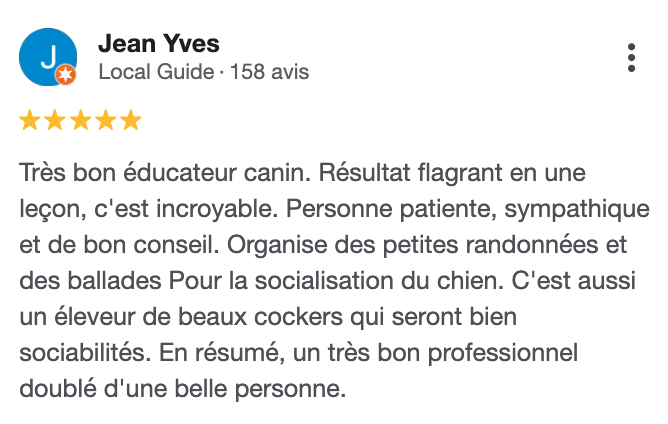 J
Jean Yves
Local Guide · 158 avis
Très bon éducateur canin. Résultat flagrant en une
leçon, c'est incroyable. Personne patiente, sympathique
et de bon conseil. Organise des petites randonnées et
des ballades Pour la socialisation du chien. C'est aussi
un éleveur de beaux cockers qui seront bien
sociabilités. En résumé, un très bon professionnel
doublé d'une belle personne.